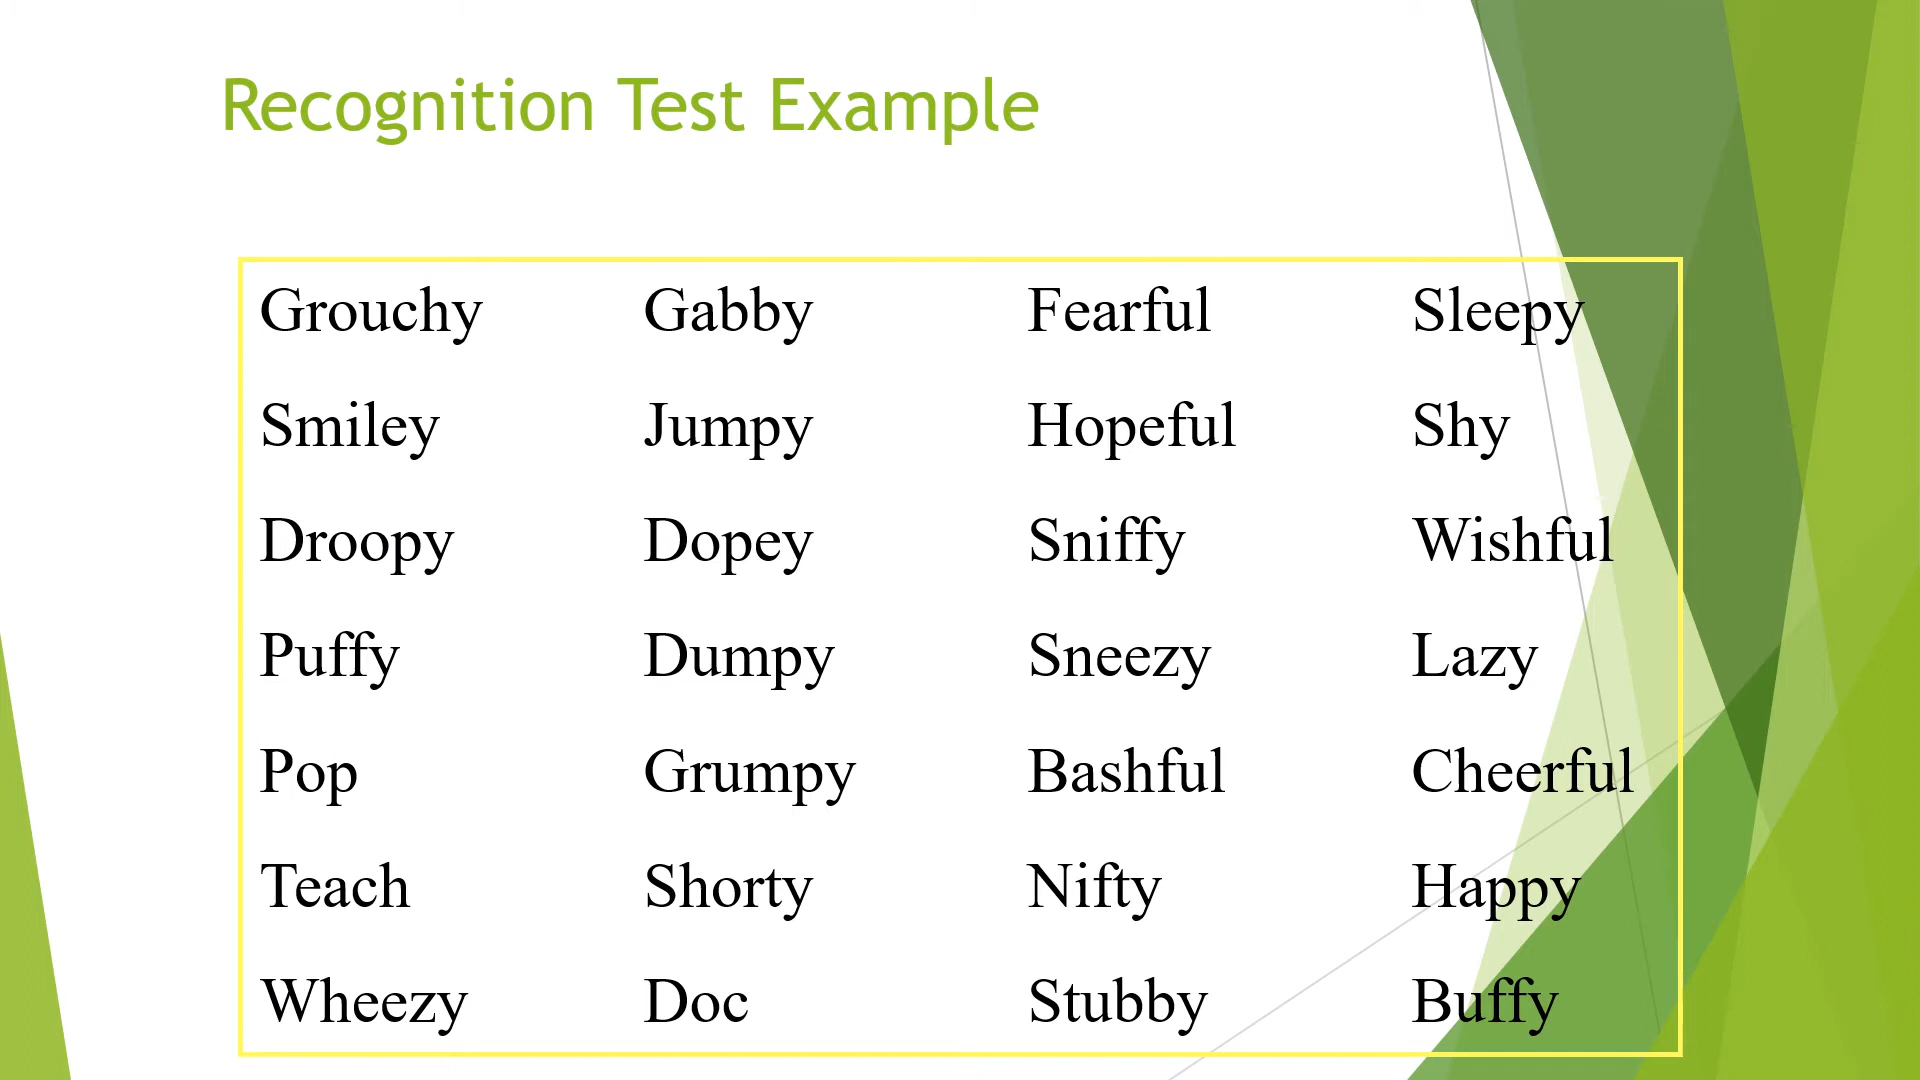 Recognition Test Example
Grouchy Gabby Fearful Sleepy
Smiley Jumpy Hopeful Shy
Droopy Dopey Sniffy Wishful
Puffy Dumpy Sneezy Lazy
Pop Grumpy Bashful Cheerful
Teach Shorty Nifty Happy
Wheezy Doc Stubby Buffy